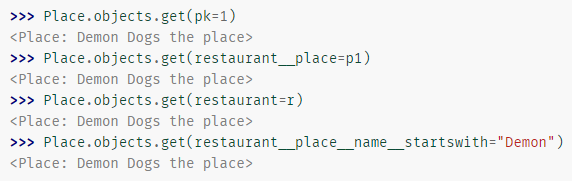 >>> Place.objects.get(pk=1)
<Place: Demon Dogs the place>
>>> Place.objects.get(restaurant__place=p1)
<Place: Demon Dogs the place>
>>> Place.objects.get(restaurant=r)
<Place: Demon Dogs the place>
>>> Place.objects.get(restaurant__place__name__startswith="Demon")
<Place: Demon Dogs the place>